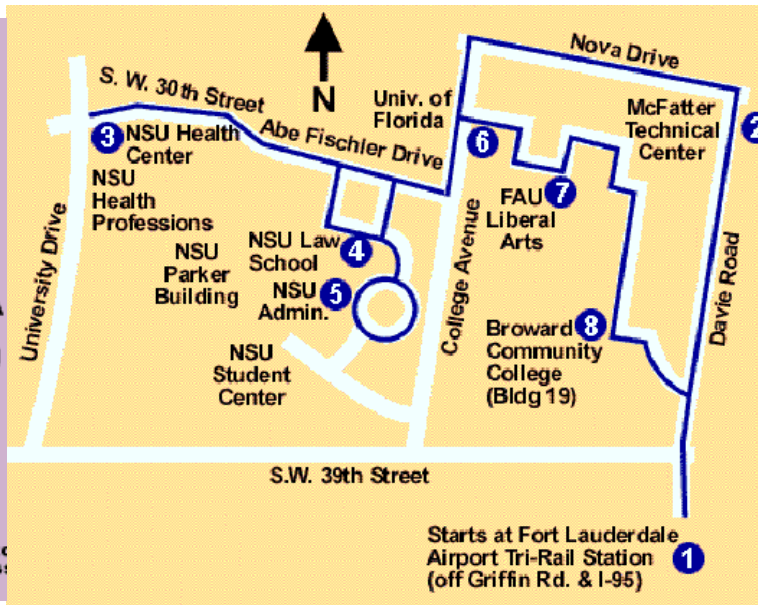 Nova Drive
S. W. 30th Street
N
Univ. of
Florida
McFatter
Technical
Center
2
Abe Fischler Drive
3
NSU Health
Center
6
NSU
Health
Professions
7
FAU
Liberal
Arts
University Drive
NSU Law
School
4
College Avenue
Davie Road
NSU
Parker
Building
NSU
Admin.
5
8
Broward
Community
College
(Bldg 19)
NSU
Student
Center
S.W. 39th Street
Starts at Fort Lauderdale
Airport Tri-Rail Station
(off Griffin Rd. & I-95)
1